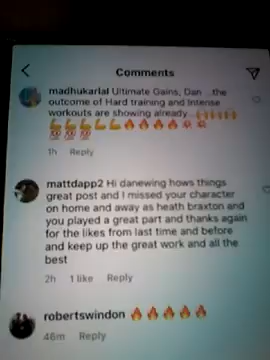 Comments
madhukarlal Ultimate Gains, Dan ...the
outcome of Hard training and Intense
workouts are showing already...🙌🙌🙌
💪💪💪💪💪🔥🔥🔥🔥💥💥
💯💯💯
1h Reply
mattdapp2 Hi danewing hows things
great post and I missed your character
on home and away as heath braxton and
you played a great part and thanks again
for the likes from last time and before
and keep up the great work and all the
best
2h 1 like Reply
robertswindon 🔥🔥🔥🔥🔥
46m Reply